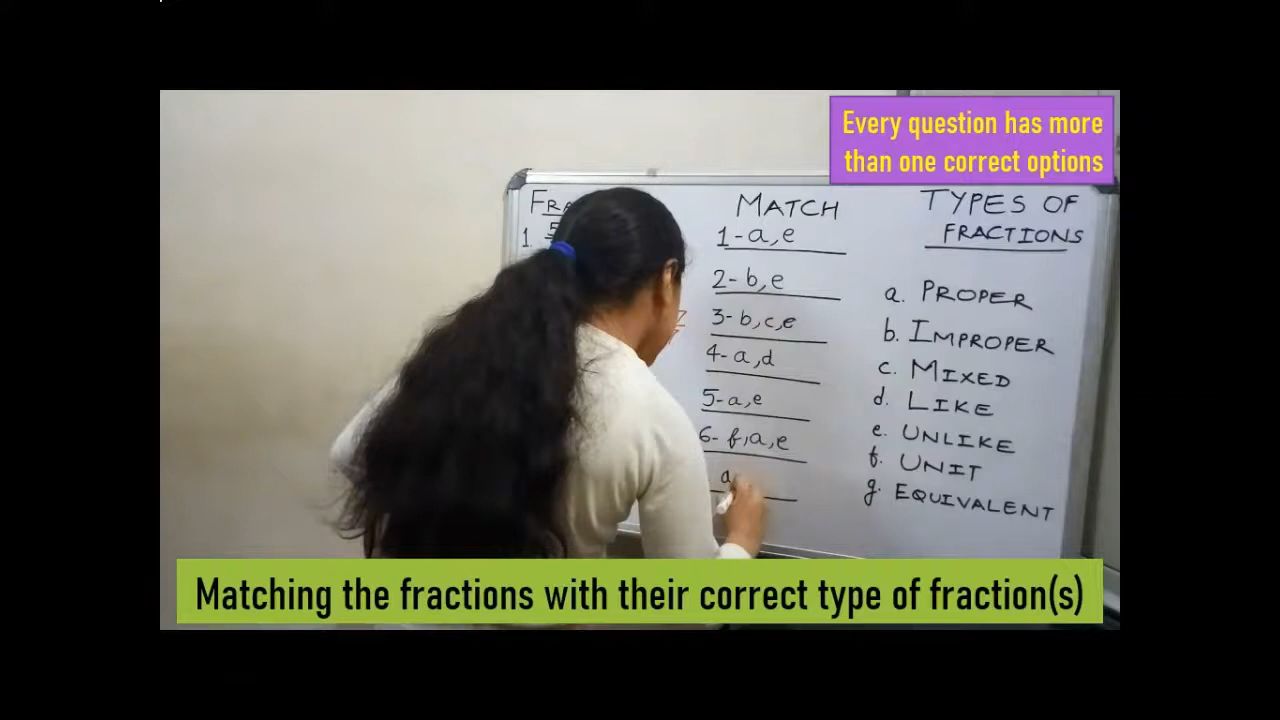 Every question has more
than one correct options
MATCH
TYPES OF
FRACTIONS
1
1-a,e
2-b,e
3-b,c,e
4-a,d
5-a,e
6-f,a,e
a
a. PROPER
b. IMPROPER
c. MIXED
d. LIKE
e. UNLIKE
f. UNIT
g. EQUIVALENT
Matching the fractions with their correct type of fraction(s)